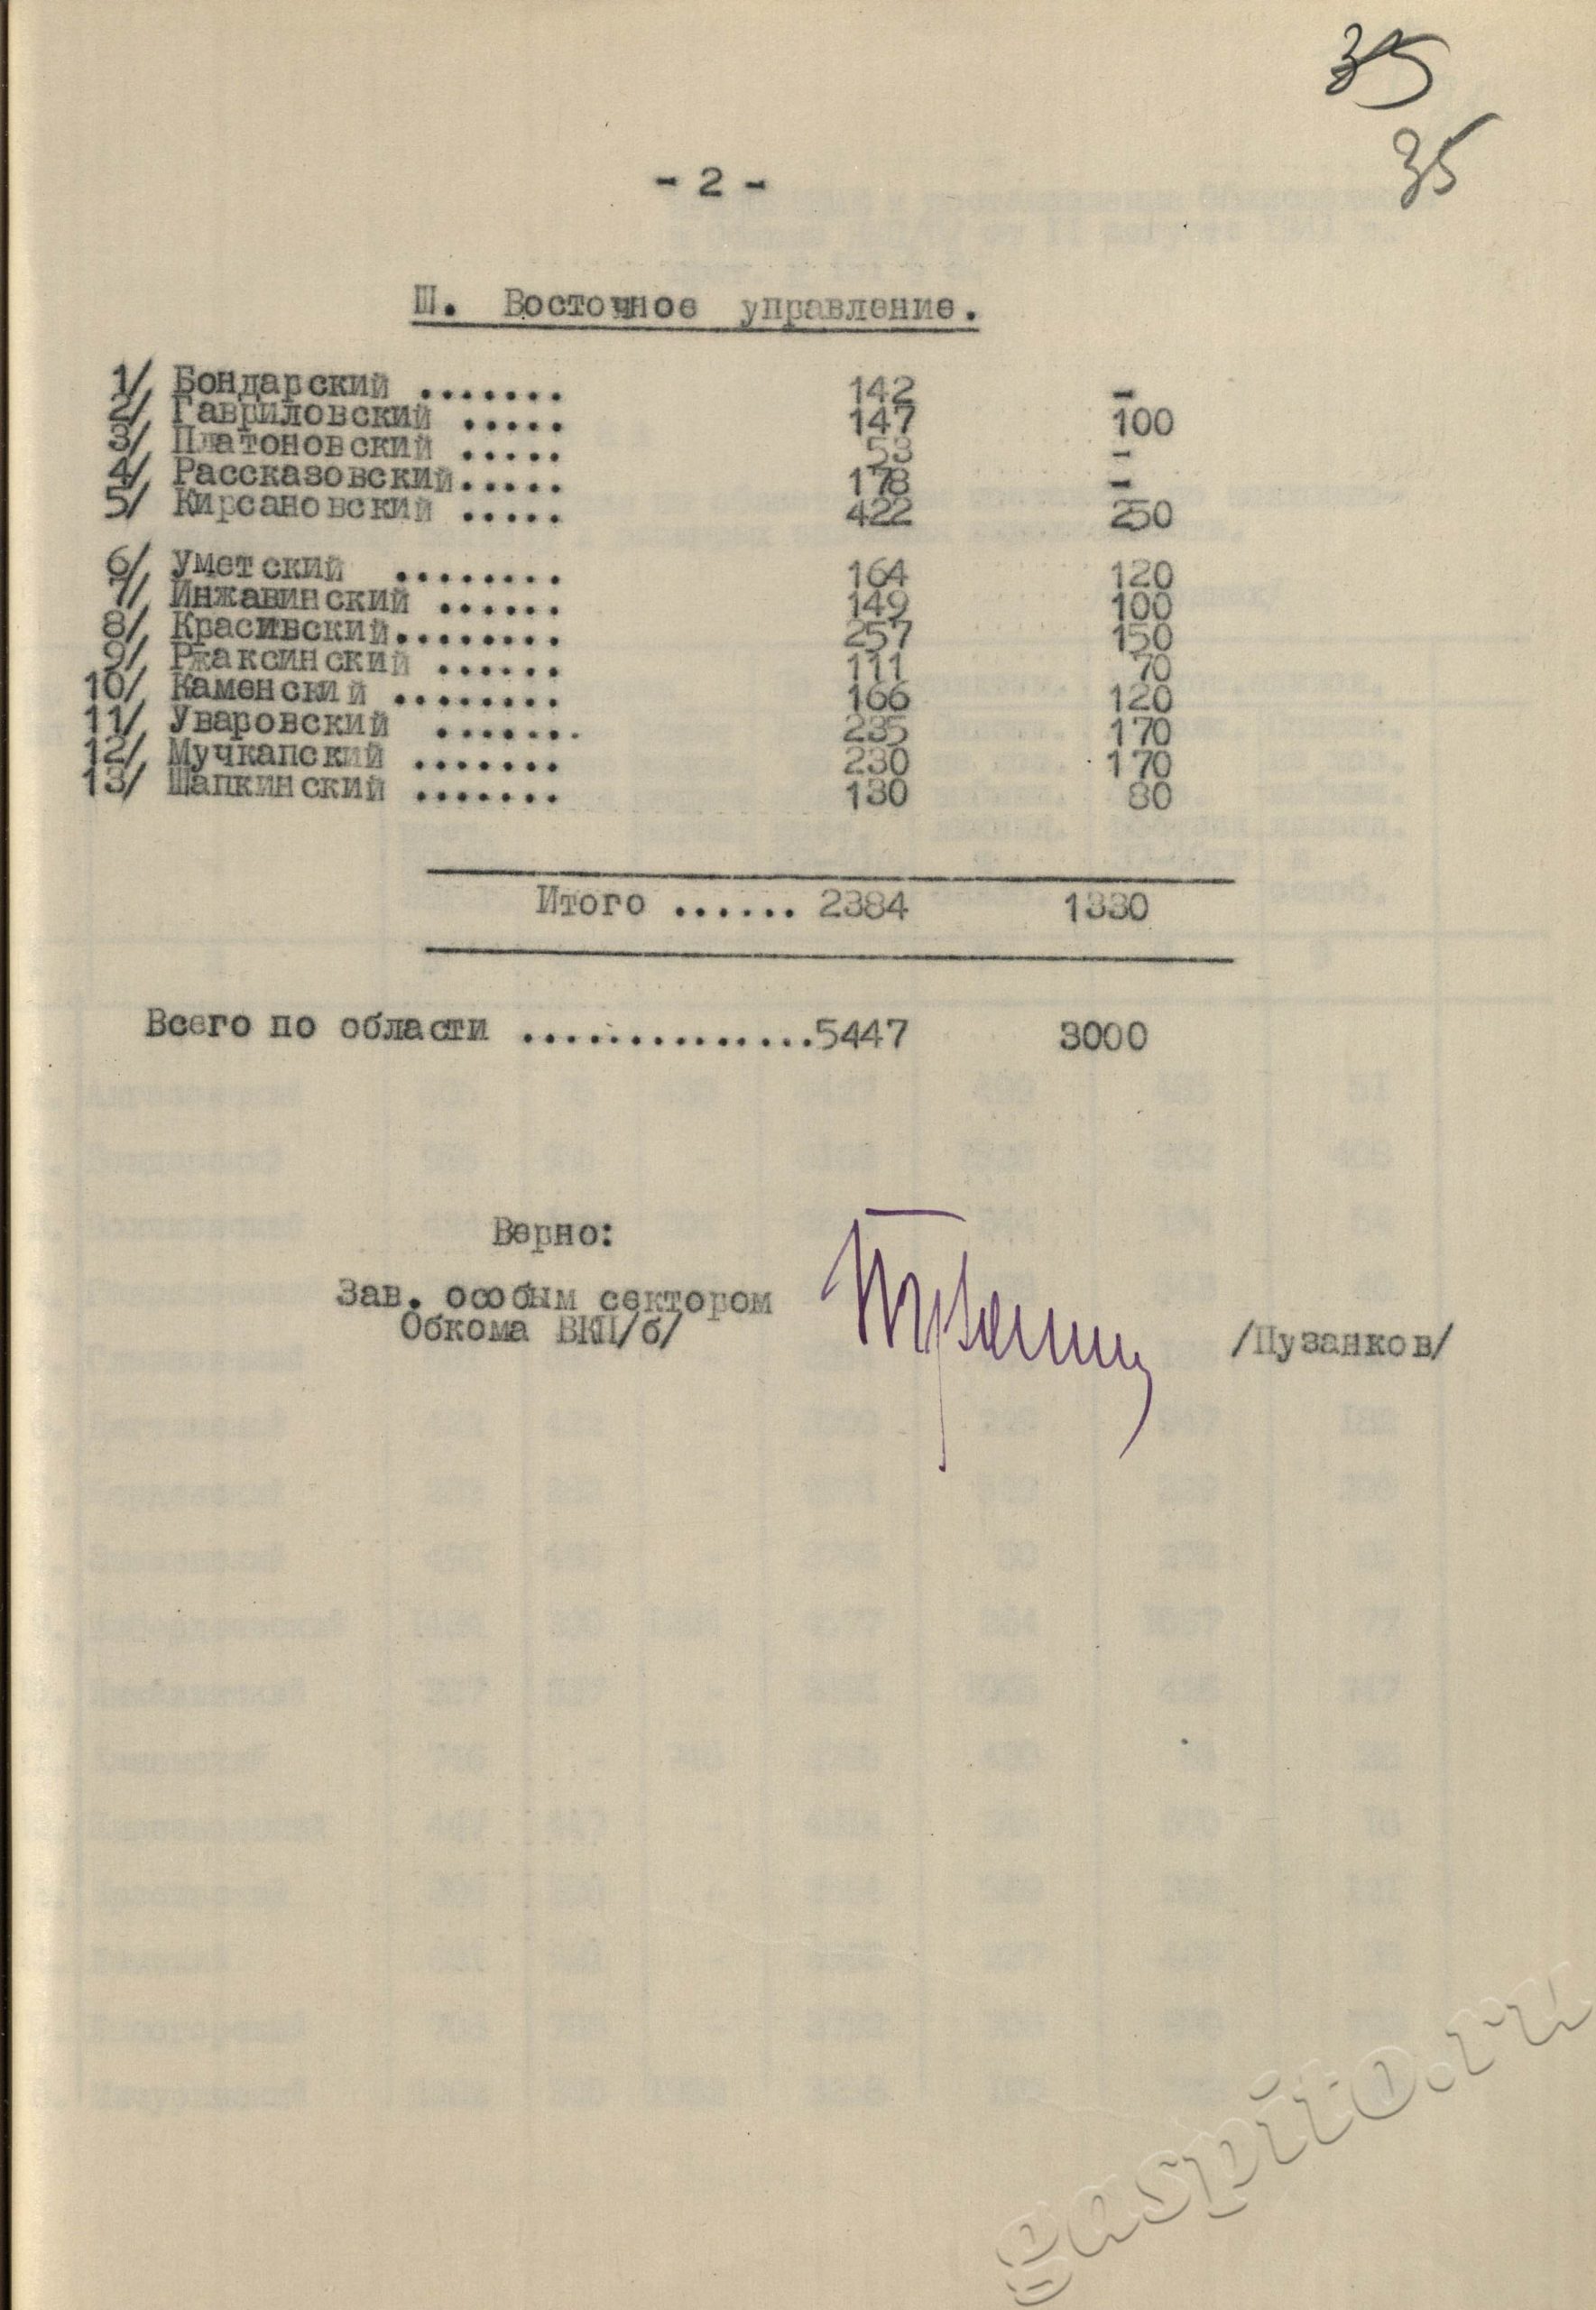 35
35
- 2 -
Ш. Восточное управление.
1/ Бондарский ....... 142 -
2/ Гавриловский ..... 147 100
3/ Платоновский ..... 53 -
4/ Рассказовский..... 178 -
5/ Кирсановский ..... 422 250
6/ Уметский ........ 164 120
7/ Инжавинский ...... 149 100
8/ Красивский........ 257 150
9/ Ржаксинский ...... 111 70
10/ Каменский ........ 166 120
11/ Уваровский ....... 235 170
12/ Мучкапский ....... 230 170
13/ Шапкинский ....... 130 80
Итого ...... 2384 1330
Всего по области ..............5447 3000
Верно:
Зав. особым сектором
Обкома ВКП/б/ /Пузанков/
gaspito.ru